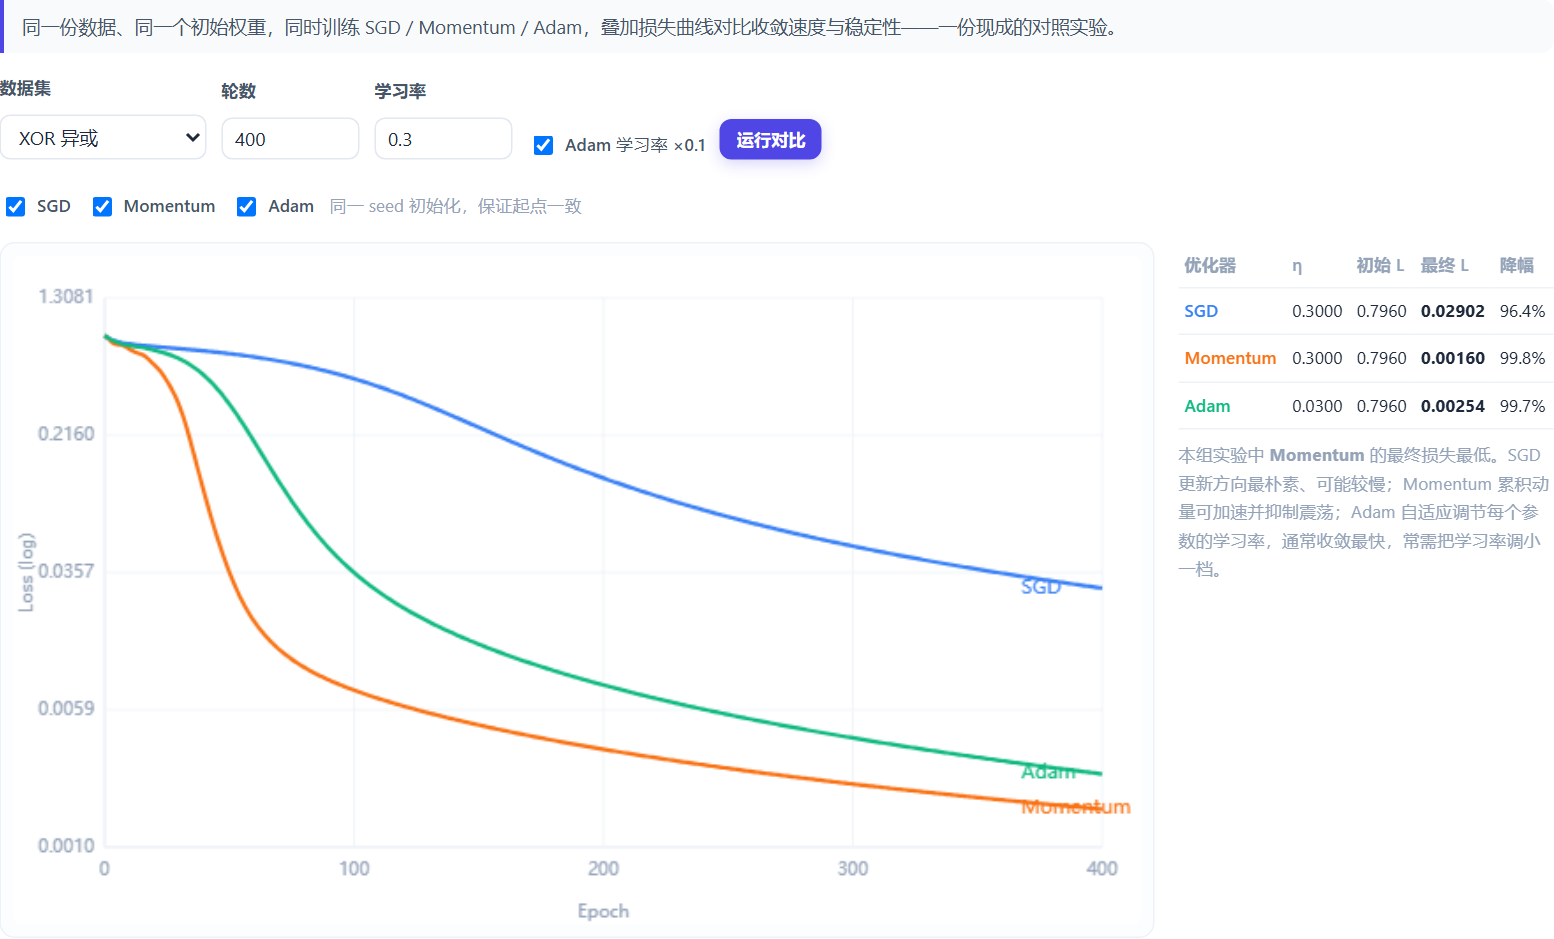 同一份数据、同一个初始权重，同时训练 SGD / Momentum / Adam，叠加损失曲线对比收敛速度与稳定性——一份现成的对照实验。
数据集
轮数
学习率
XOR 异或
400
0.3
Adam 学习率 ×0.1
运行对比
SGD
Momentum
Adam
同一 seed 初始化，保证起点一致
1.3081
0.2160
0.0357
0.0059
0.0010
Loss (log)
0
100
200
300
400
Epoch
SGD
Adam
Momentum
优化器 η 初始 L 最终 L 降幅
SGD 0.3000 0.7960 0.02902 96.4%
Momentum 0.3000 0.7960 0.00160 99.8%
Adam 0.0300 0.7960 0.00254 99.7%
本组实验中 Momentum 的最终损失最低。SGD
更新方向最朴素、可能较慢；Momentum 累积动
量可加速并抑制震荡；Adam 自适应调节每个参
数的学习率，通常收敛最快，常需把学习率调小
一档。